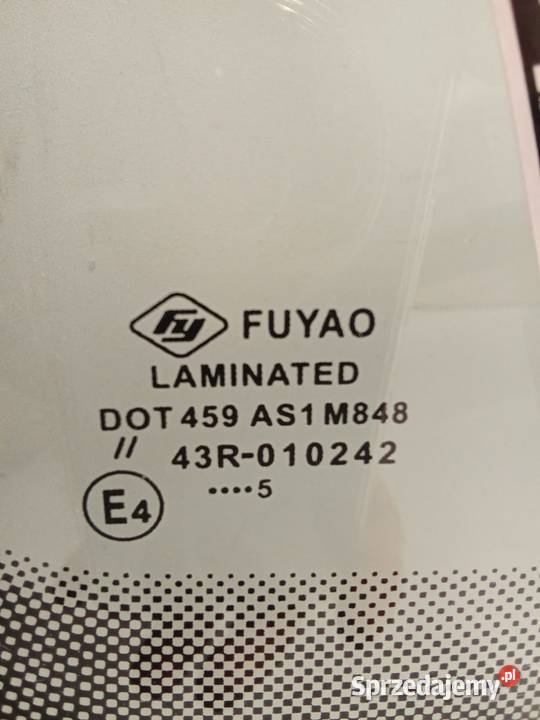 fy FUYAO
LAMINATED
DOT 459 AS1 M848
// 43R-010242
E4 ••••5
Sprzedajemy.pl